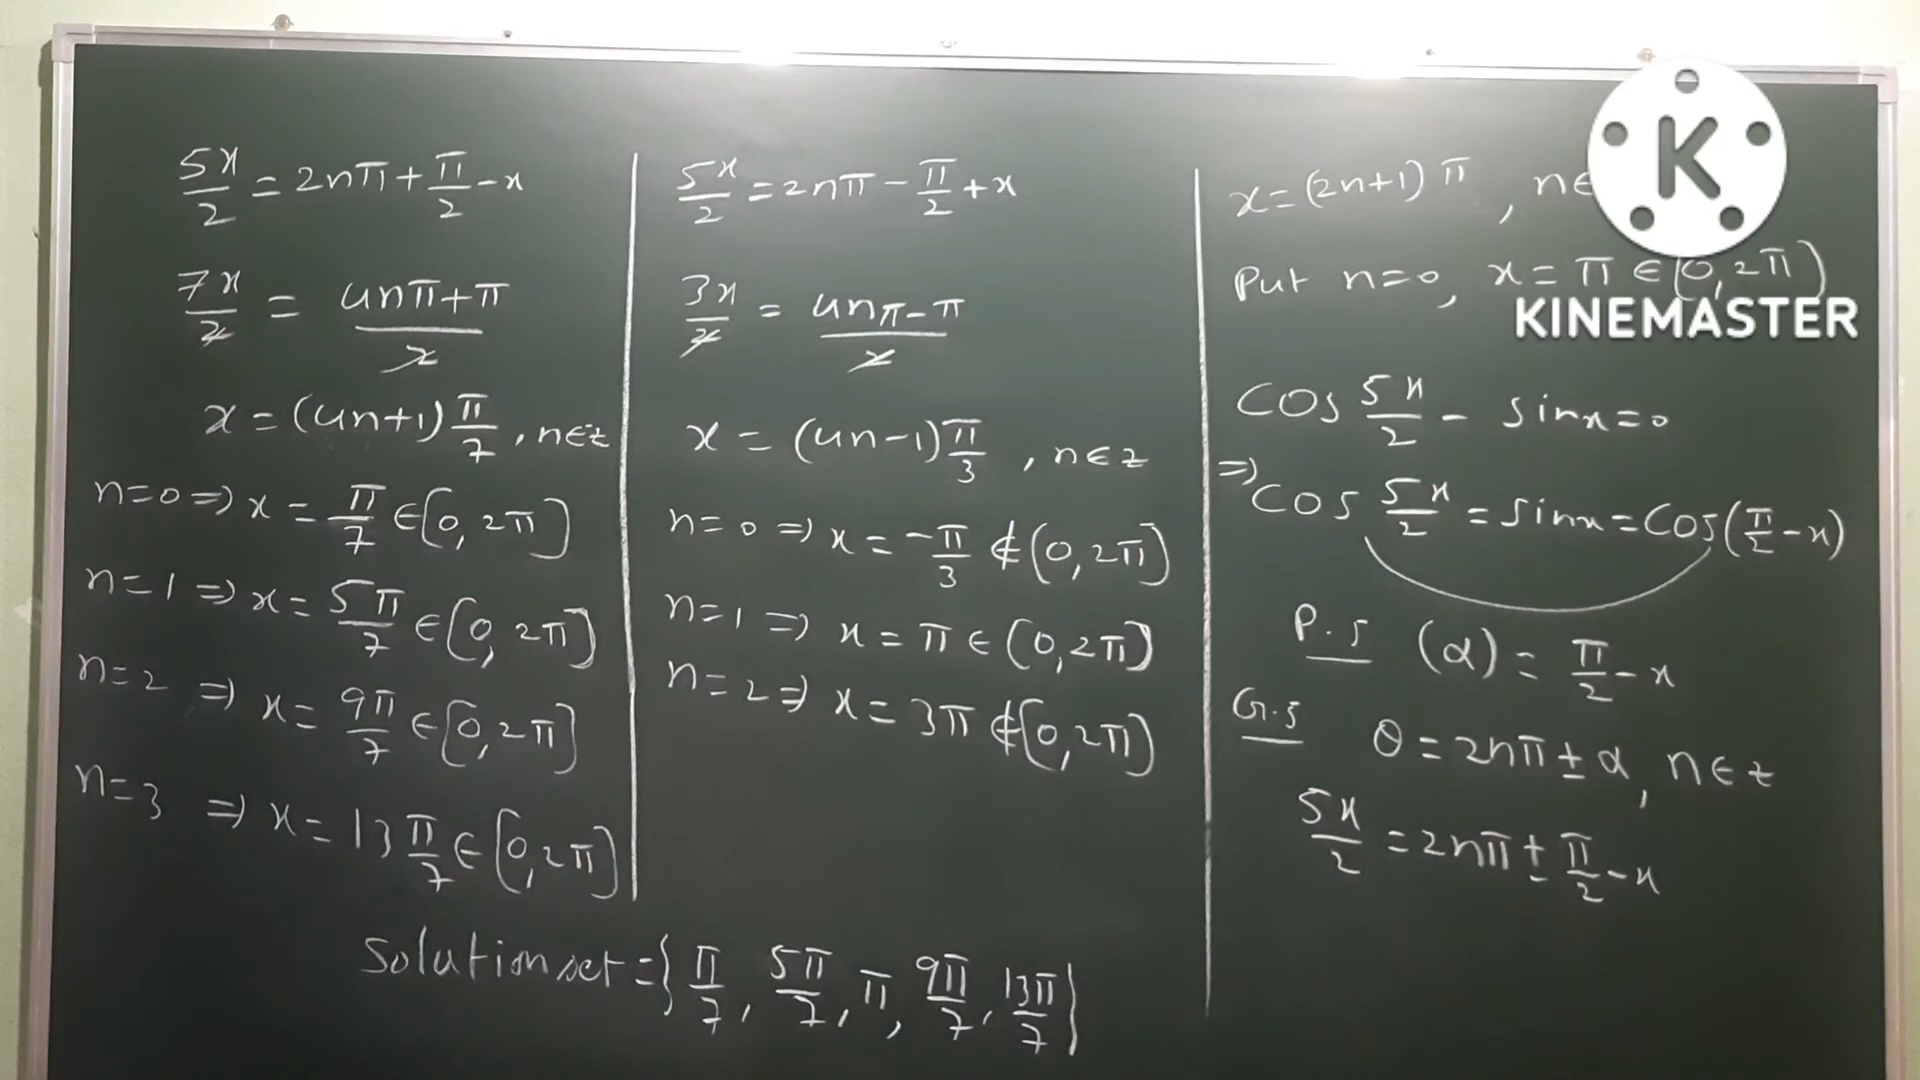 5x/2 = 2nπ + π/2 - x
7x/2 = 4nπ+π/2
x = (4n+1) π/7 , n∈z
n=0 ⇒ x = π/7 ∈ [0, 2π]
n=1 ⇒ x = 5π/7 ∈ [0, 2π]
n=2 ⇒ x = 9π/7 ∈ [0, 2π]
n=3 ⇒ x = 13π/7 ∈ [0, 2π]
5x/2 = 2nπ - π/2 + x
3x/2 = 4nπ-π/2
x = (4n-1) π/3 , n∈z
n=0 ⇒ x = -π/3 ∉ (0, 2π]
n=1 ⇒ x = π ∈ (0, 2π]
n=2 ⇒ x = 3π ∉ [0, 2π)
x = (2n+1) π , n∈
Put n=0, x = π ∈ (0, 2π)
Cos 5x/2 - sinx = 0
⇒ Cos 5x/2 = sinx = Cos(π/2 - x)
P.S (α) = π/2 - x
G.S θ = 2nπ ± α, n∈z
5x/2 = 2nπ ± π/2 - x
Solution set = {π/7, 5π/7, π, 9π/7, 13π/7}
K
KINEMASTER